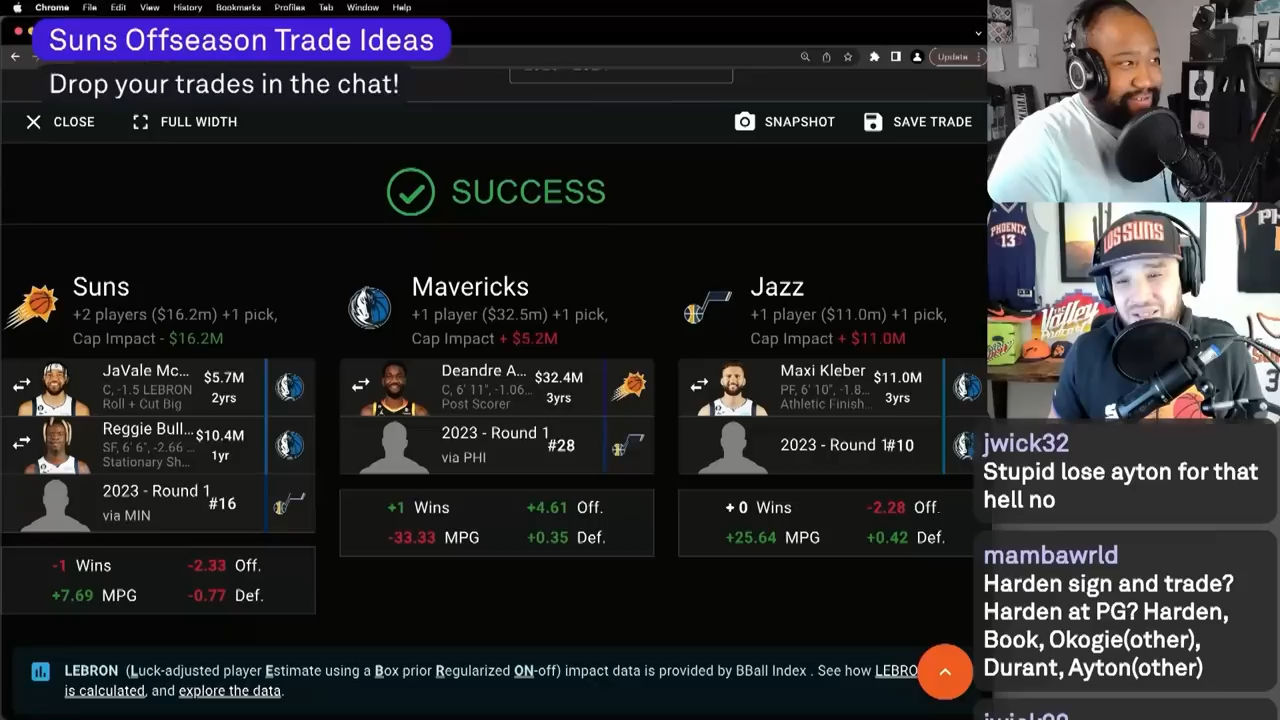 Chrome File Edit View History Bookmarks Profiles Tab Window Help
Suns Offseason Trade Ideas
Drop your trades in the chat!
Update
CLOSE FULL WIDTH SNAPSHOT SAVE TRADE
SUCCESS
Suns
+2 players ($16.2m) +1 pick,
Cap Impact - $16.2M
JaVale Mc... $5.7M
C, -1.5 LEBRON 2yrs
Roll + Cut Big
Reggie Bull... $10.4M
SF, 6' 6", -2.66 ... 1yr
Stationary Sh...
2023 - Round 1 #16
via MIN
-1 Wins -2.33 Off.
+7.69 MPG -0.77 Def.
Mavericks
+1 player ($32.5m) +1 pick,
Cap Impact + $5.2M
Deandre A... $32.4M
C, 6' 11", -1.06... 3yrs
Post Scorer
2023 - Round 1 #28
via PHI
+1 Wins +4.61 Off.
-33.33 MPG +0.35 Def.
Jazz
+1 player ($11.0m) +1 pick,
Cap Impact + $11.0M
Maxi Kleber $11.0M
PF, 6' 10", -1.8... 3yrs
Athletic Finish...
2023 - Round 1 #10
+ 0 Wins -2.28 Off.
+25.64 MPG +0.42 Def.
LEBRON (Luck-adjusted player Estimate using a Box prior Regularized ON-off) impact data is provided by BBall Index . See how LEBRO
is calculated, and explore the data.
PHOENIX
13
LOS SUNS
The Valley
PH
jwick32
Stupid lose ayton for that
hell no
mambawrld
Harden sign and trade?
Harden at PG? Harden,
Book, Okogie(other),
Durant, Ayton(other)